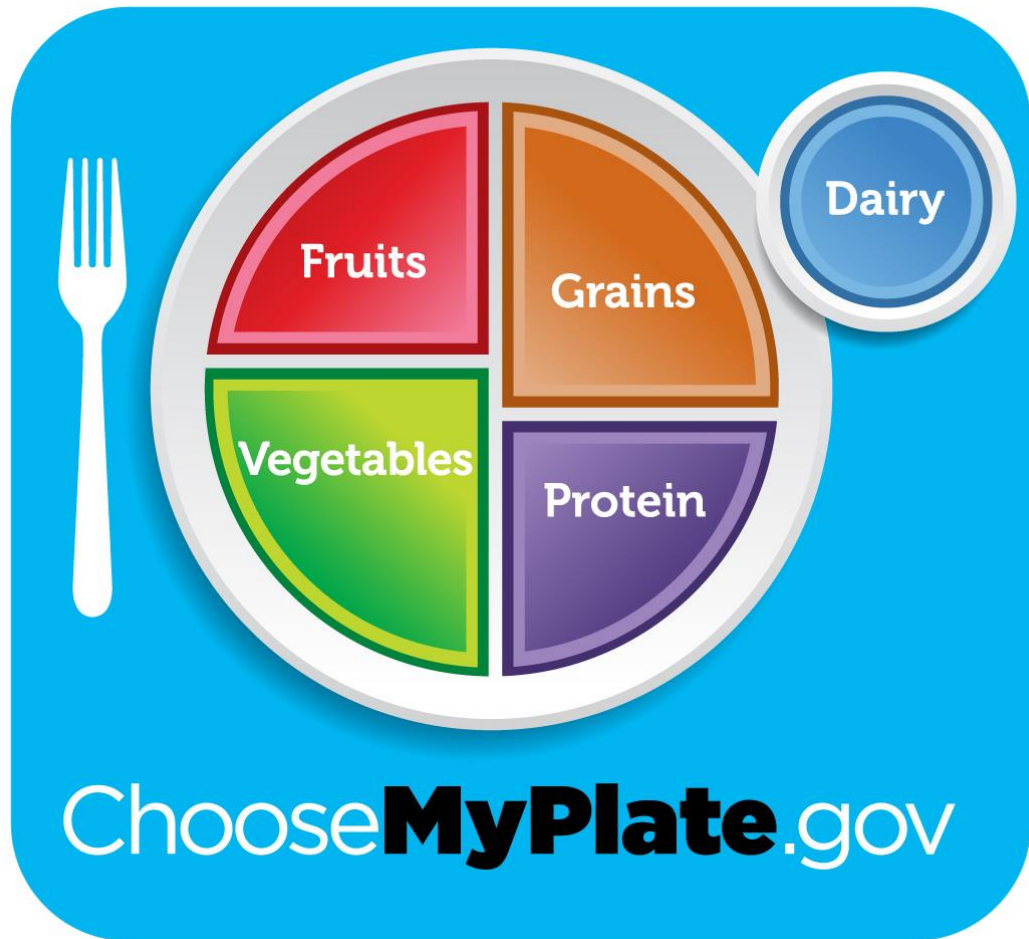 Fruits
Grains
Dairy
Vegetables
Protein
ChooseMyPlate.gov